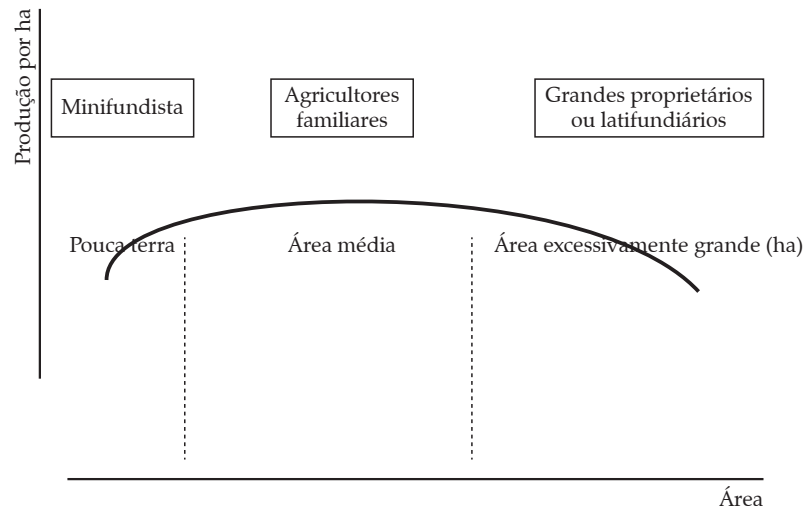 Produção por ha
Minifundista
Agricultores
familiares
Grandes proprietários
ou latifundiários
Pouca terra
Área média
Área excessivamente grande (ha)
Área